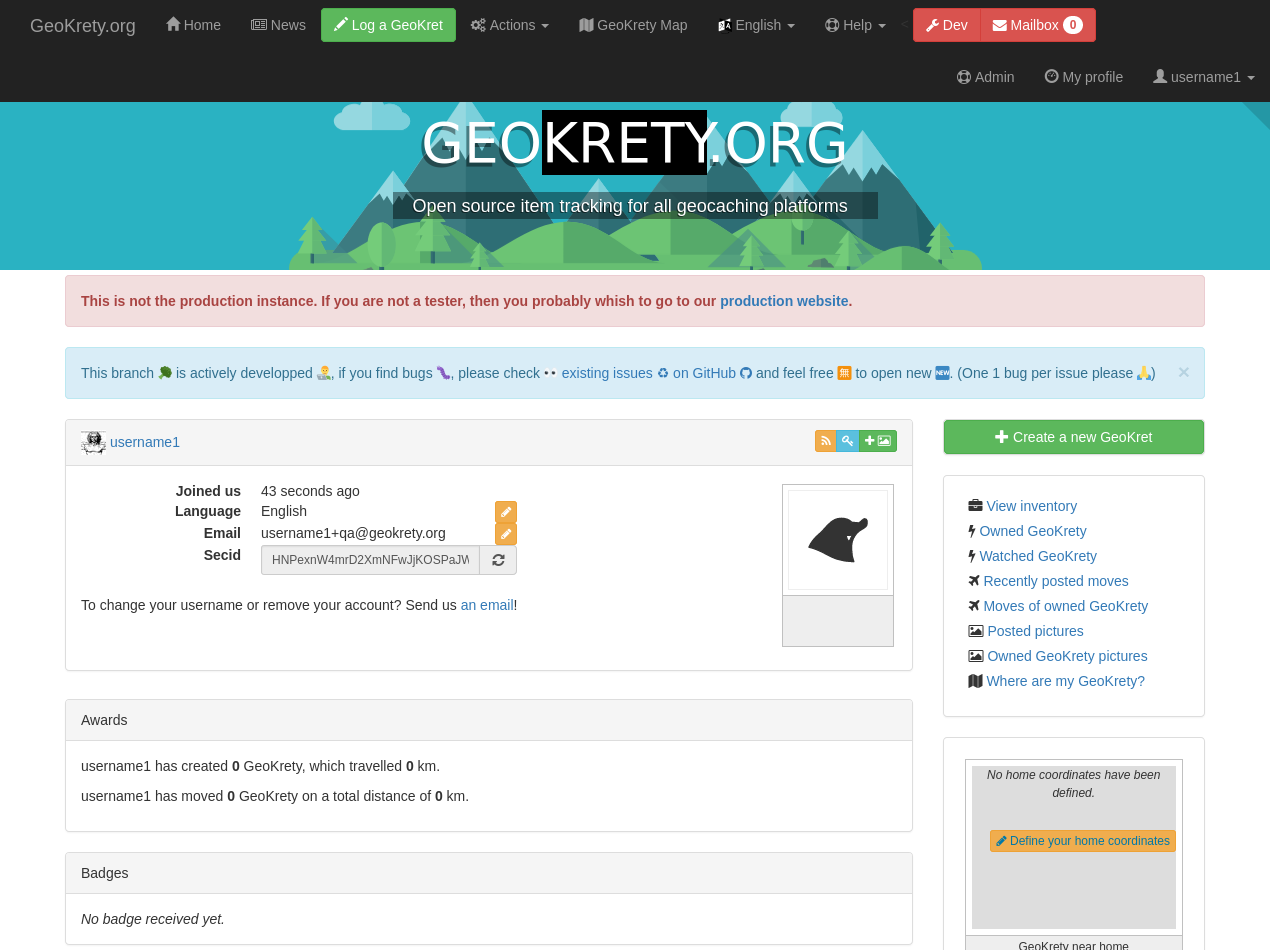 GeoKrety.org Home News Log a GeoKret Actions GeoKrety Map English Help < Dev Mailbox 0
Admin My profile username1
GEOKRETY.ORG
Open source item tracking for all geocaching platforms
This is not the production instance. If you are not a tester, then you probably whish to go to our production website.
This branch 🥦 is actively developped 👨‍🔬, if you find bugs 🐛, please check 👀 existing issues ♻ on GitHub and feel free 🈚 to open new 🆕. (One 1 bug per issue please 🙏) ×
username1
Joined us 43 seconds ago
Language English
Email username1+qa@geokrety.org
Secid HNPexnW4mrD2XmNFwJjKOSPaJW
To change your username or remove your account? Send us an email!
Awards
username1 has created 0 GeoKrety, which travelled 0 km.
username1 has moved 0 GeoKrety on a total distance of 0 km.
Badges
No badge received yet.
Create a new GeoKret
View inventory
Owned GeoKrety
Watched GeoKrety
Recently posted moves
Moves of owned GeoKrety
Posted pictures
Owned GeoKrety pictures
Where are my GeoKrety?
No home coordinates have been
defined.
Define your home coordinates
GeoKrety near home